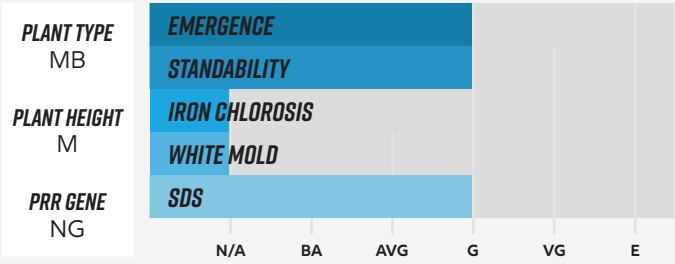 PLANT TYPE
MB
PLANT HEIGHT
M
PRR GENE
NG
EMERGENCE
STANDABILITY
IRON CHLOROSIS
WHITE MOLD
SDS
N/A BA AVG G VG E